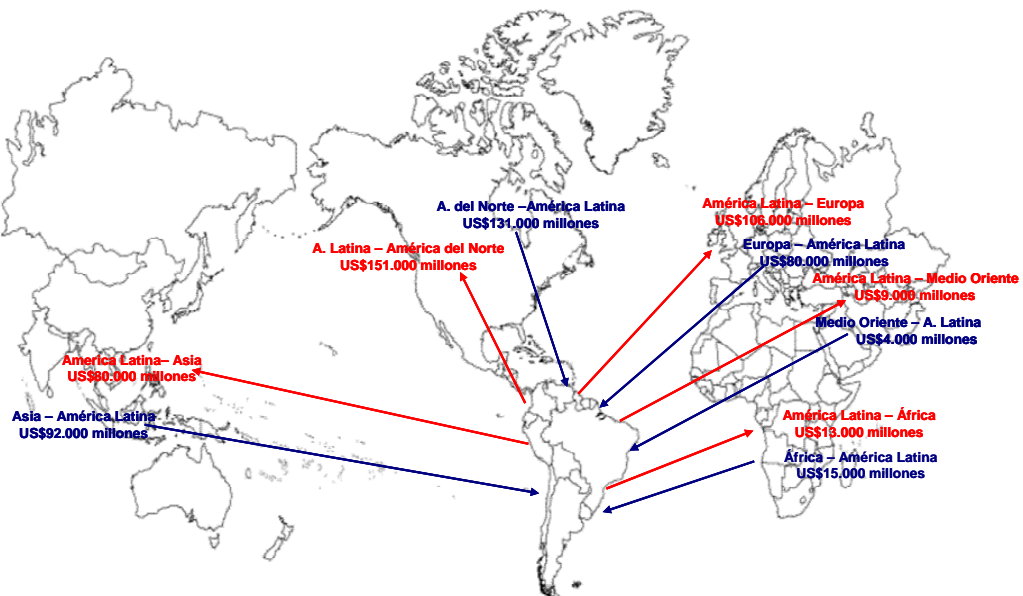 A. del Norte –América Latina
US$131.000 millones
América Latina – Europa
US$106.000 millones
A. Latina – América del Norte
US$151.000 millones
Europa – América Latina
US$80.000 millones
América Latina – Medio Oriente
US$9.000 millones
Medio Oriente – A. Latina
US$4.000 millones
America Latina– Asia
US$80.000 millones
Asia – América Latina
US$92.000 millones
América Latina – África
US$13.000 millones
África – América Latina
US$15.000 millones